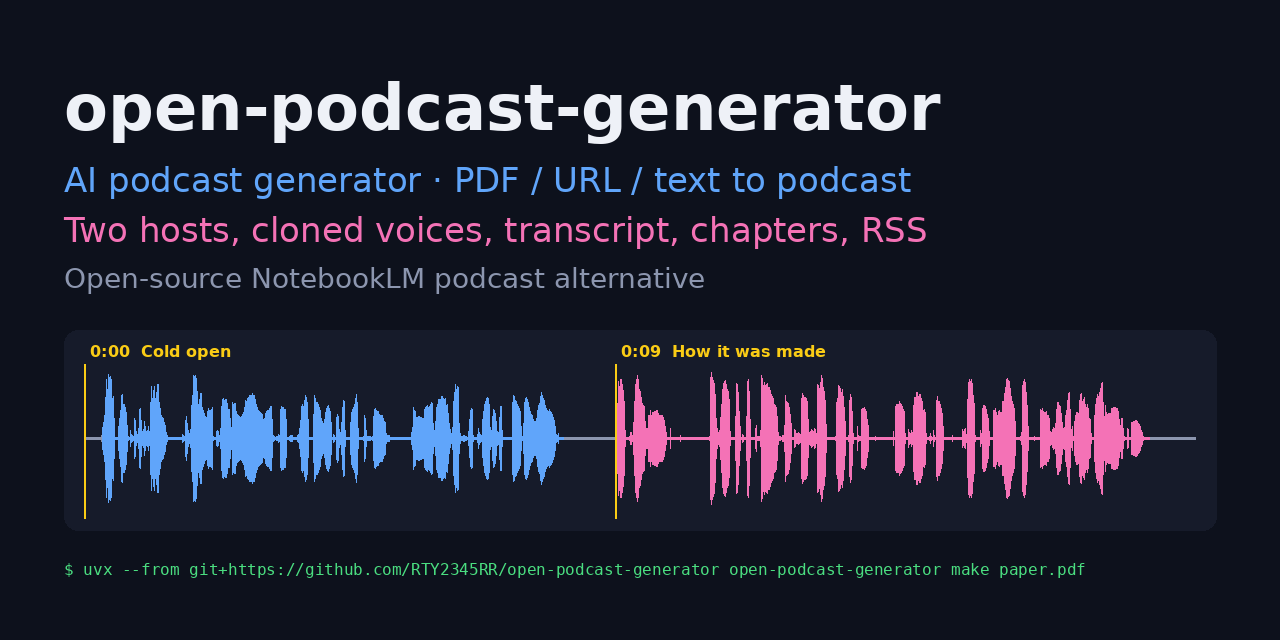 open-podcast-generator
AI podcast generator · PDF / URL / text to podcast
Two hosts, cloned voices, transcript, chapters, RSS
Open-source NotebookLM podcast alternative
0:00 Cold open
0:09 How it was made
$ uvx --from git+https://github.com/RTY2345RR/open-podcast-generator open-podcast-generator make paper.pdf